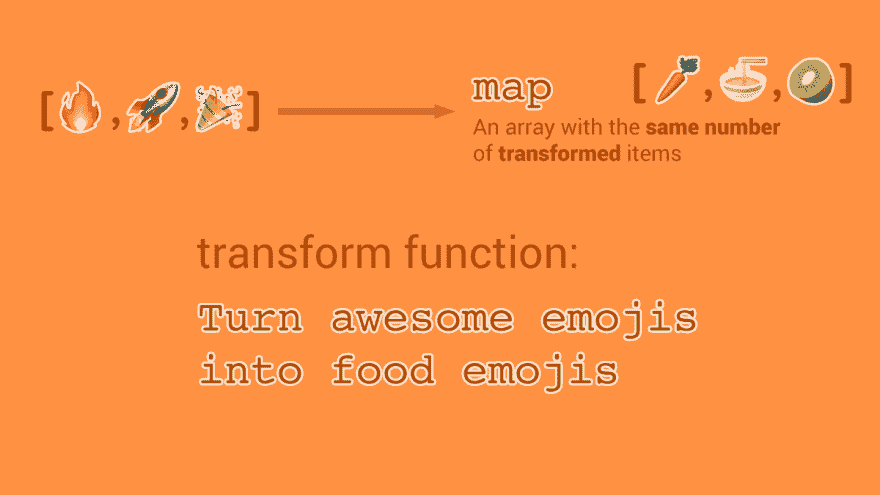 [🔥,🚀,🎉] map [🥕,🍜,🥝]
An array with the same number
of transformed items
transform function:
Turn awesome emojis
into food emojis